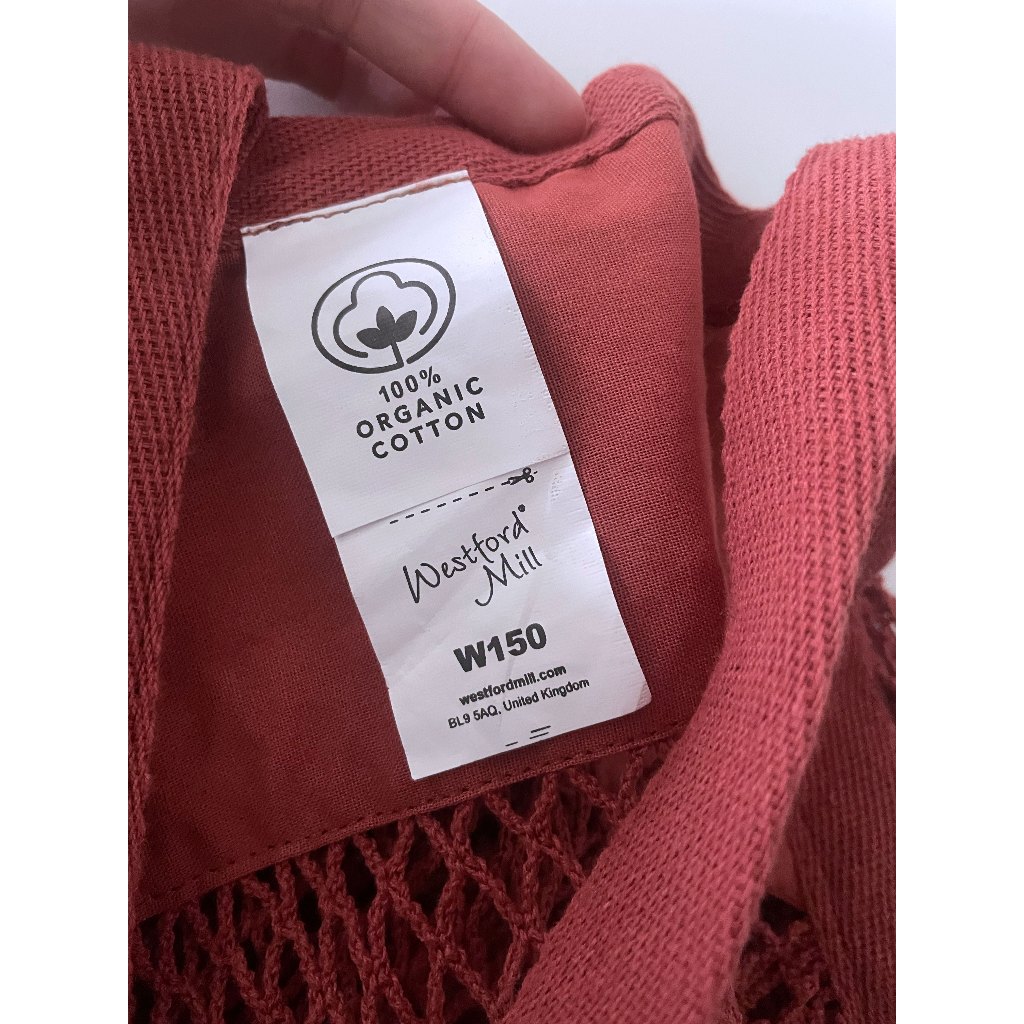 100%
ORGANIC
COTTON
Westford®
Mill
W150
westfordmill.com
BL9 5AQ, United Kingdom